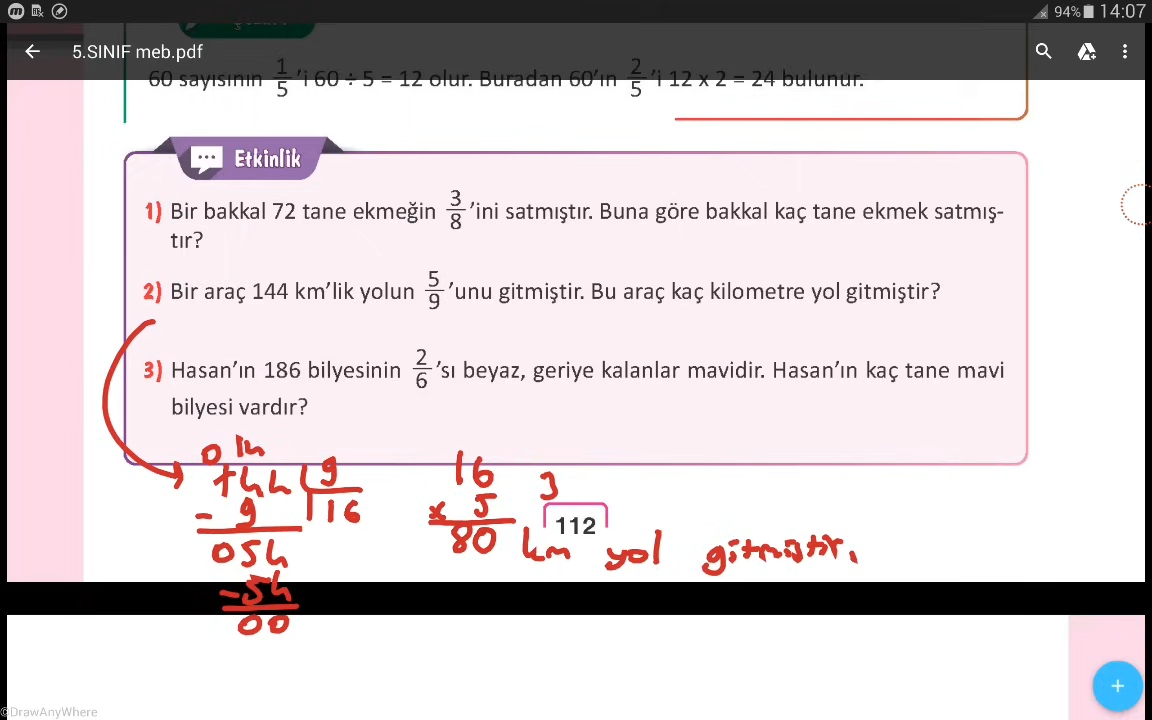 94% 14:07
5.SINIF meb.pdf
60 sayısının 1/5 'i 60 ÷ 5 = 12 olur. Buradan 60'ın 2/5 'i 12 x 2 = 24 bulunur.
Etkinlik
1) Bir bakkal 72 tane ekmeğin 3/8 'ini satmıştır. Buna göre bakkal kaç tane ekmek satmış-
tır?
2) Bir araç 144 km'lik yolun 5/9 'unu gitmiştir. Bu araç kaç kilometre yol gitmiştir?
3) Hasan'ın 186 bilyesinin 2/6 'sı beyaz, geriye kalanlar mavidir. Hasan'ın kaç tane mavi
bilyesi vardır?
0 14
144 9
- 9 16
054
-54
00
16 3
x 5
80 km yol gitmiştir.
112
©DrawAnyWhere